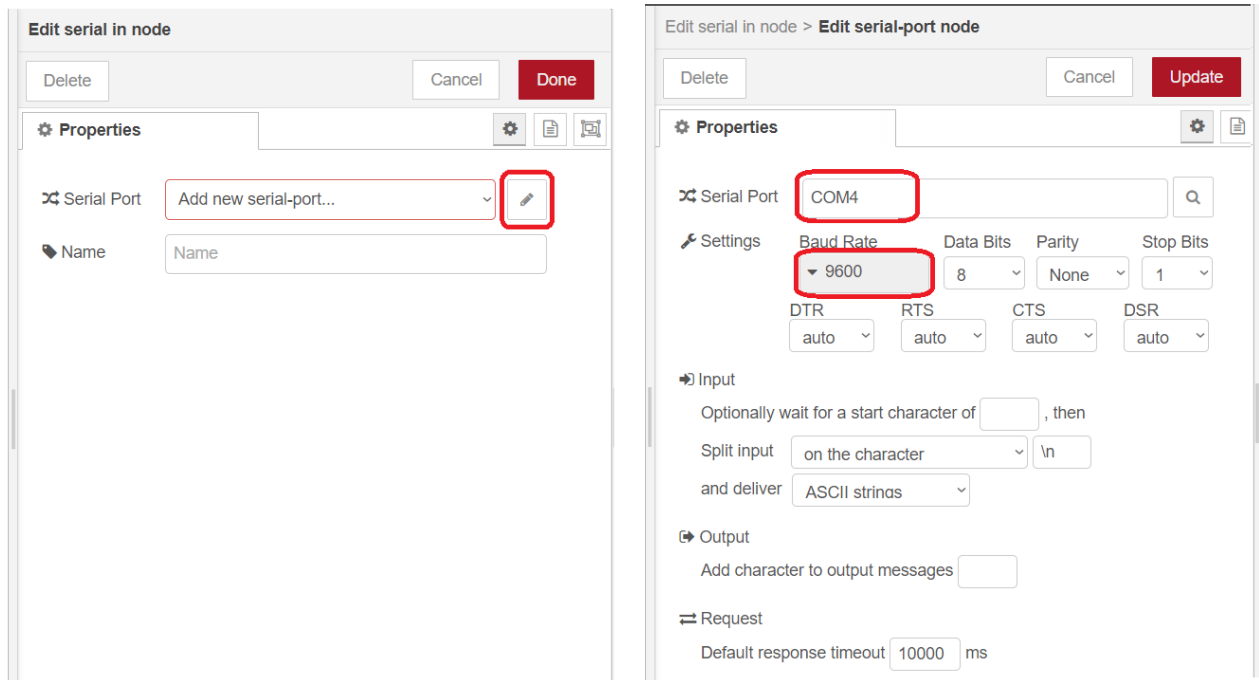 Edit serial in node
Delete
Cancel
Done
Properties
Serial Port
Add new serial-port...
Name
Name
Edit serial in node > Edit serial-port node
Delete
Cancel
Update
Properties
Serial Port
COM4
Settings
Baud Rate
Data Bits
Parity
Stop Bits
9600
8
None
1
DTR
RTS
CTS
DSR
auto
auto
auto
auto
Input
Optionally wait for a start character of , then
Split input on the character \n
and deliver ASCII strings
Output
Add character to output messages
Request
Default response timeout 10000 ms